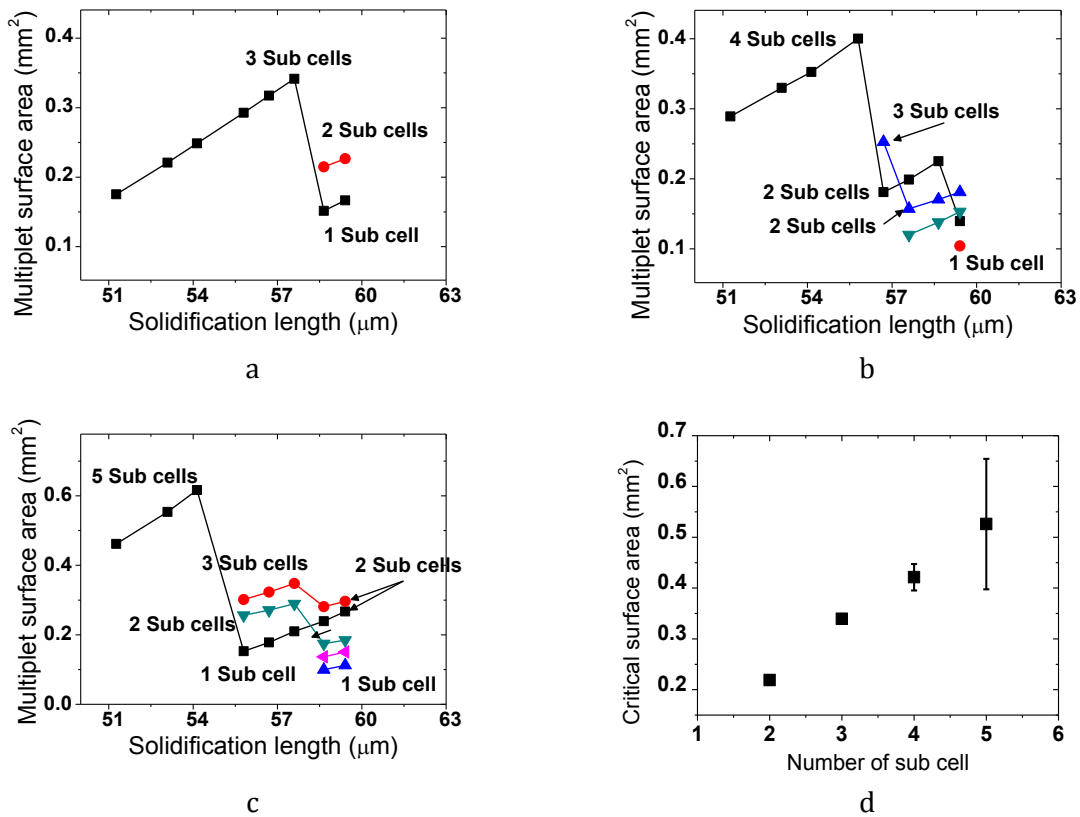 0.4
0.3
0.2
0.1
Multiplet surface area (mm²)
3 Sub cells
2 Sub cells
1 Sub cell
51 54 57 60 63
Solidification length (μm)
a
0.4
0.3
0.2
0.1
Multiplet surface area (mm²)
4 Sub cells
3 Sub cells
2 Sub cells
2 Sub cells
1 Sub cell
51 54 57 60 63
Solidification length (μm)
b
0.6
0.4
0.2
0.0
Multiplet surface area (mm²)
5 Sub cells
3 Sub cells
2 Sub cells
2 Sub cells
1 Sub cell
1 Sub cell
51 54 57 60 63
Solidification length (μm)
c
0.7
0.6
0.5
0.4
0.3
0.2
Critical surface area (mm²)
1 2 3 4 5 6
Number of sub cell
d